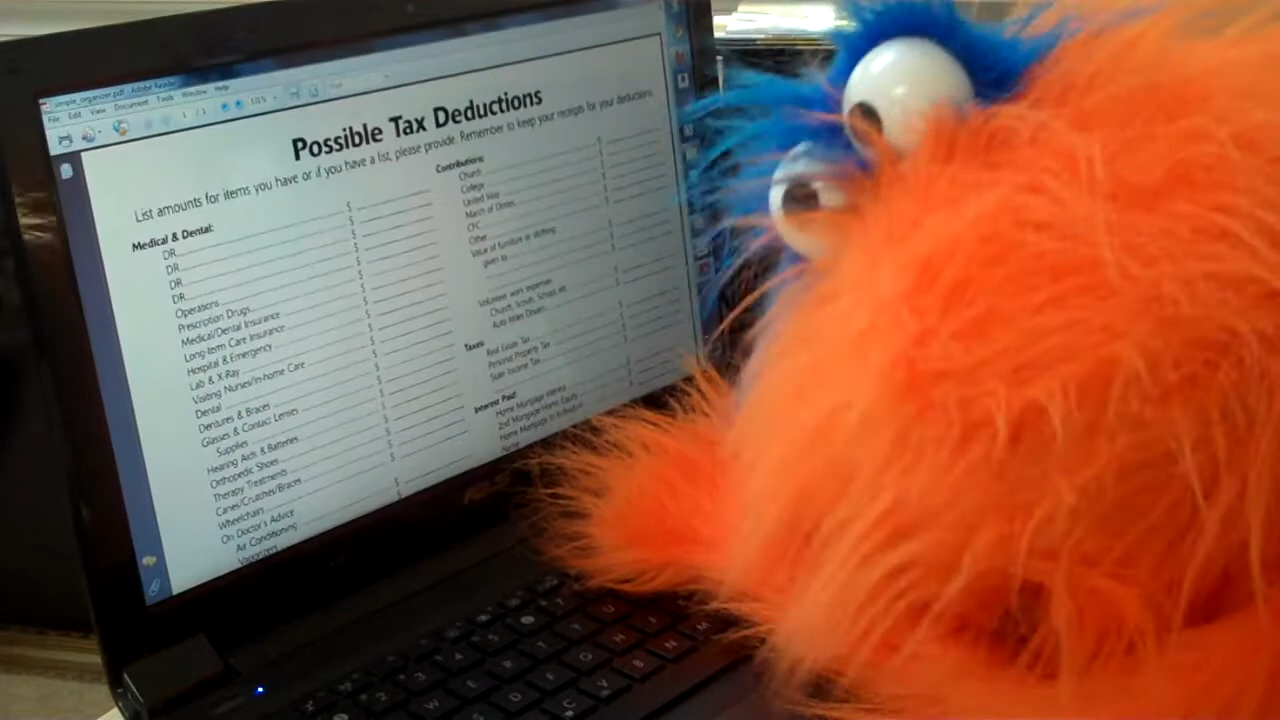 simple_organizer.pdf - Adobe Reader
File Edit View Document Tools Window Help
Possible Tax Deductions
List amounts for items you have or if you have a list, please provide. Remember to keep your receipts for your deductions.
Medical & Dental:
DR. $
DR. $
DR. $
DR. $
Operations $
Prescription Drugs $
Medical/Dental Insurance $
Long-term Care Insurance $
Hospital & Emergency $
Lab & X-Ray $
Visiting Nurses/In-home Care $
Dental $
Dentures & Braces $
Glasses & Contact Lenses $
Supplies $
Hearing Aids & Batteries $
Orthopedic Shoes $
Therapy Treatments $
Canes/Crutches/Braces $
Wheelchairs
On Doctor's Advice
Air Conditioning $
Vaporizers $
Contributions:
Church $
College $
United Way $
March of Dimes $
CFC $
Other
Value of furniture or clothing
given to $
Volunteer work expenses
Church, Scouts, School, etc. $
Auto Miles Driven
Taxes:
Real Estate Tax $
Personal Property Tax $
State Income Tax $
Interest Paid:
Home Mortgage Interest $
2nd Mortgage/Home Equity $
Home Mortgage to Individual
Name